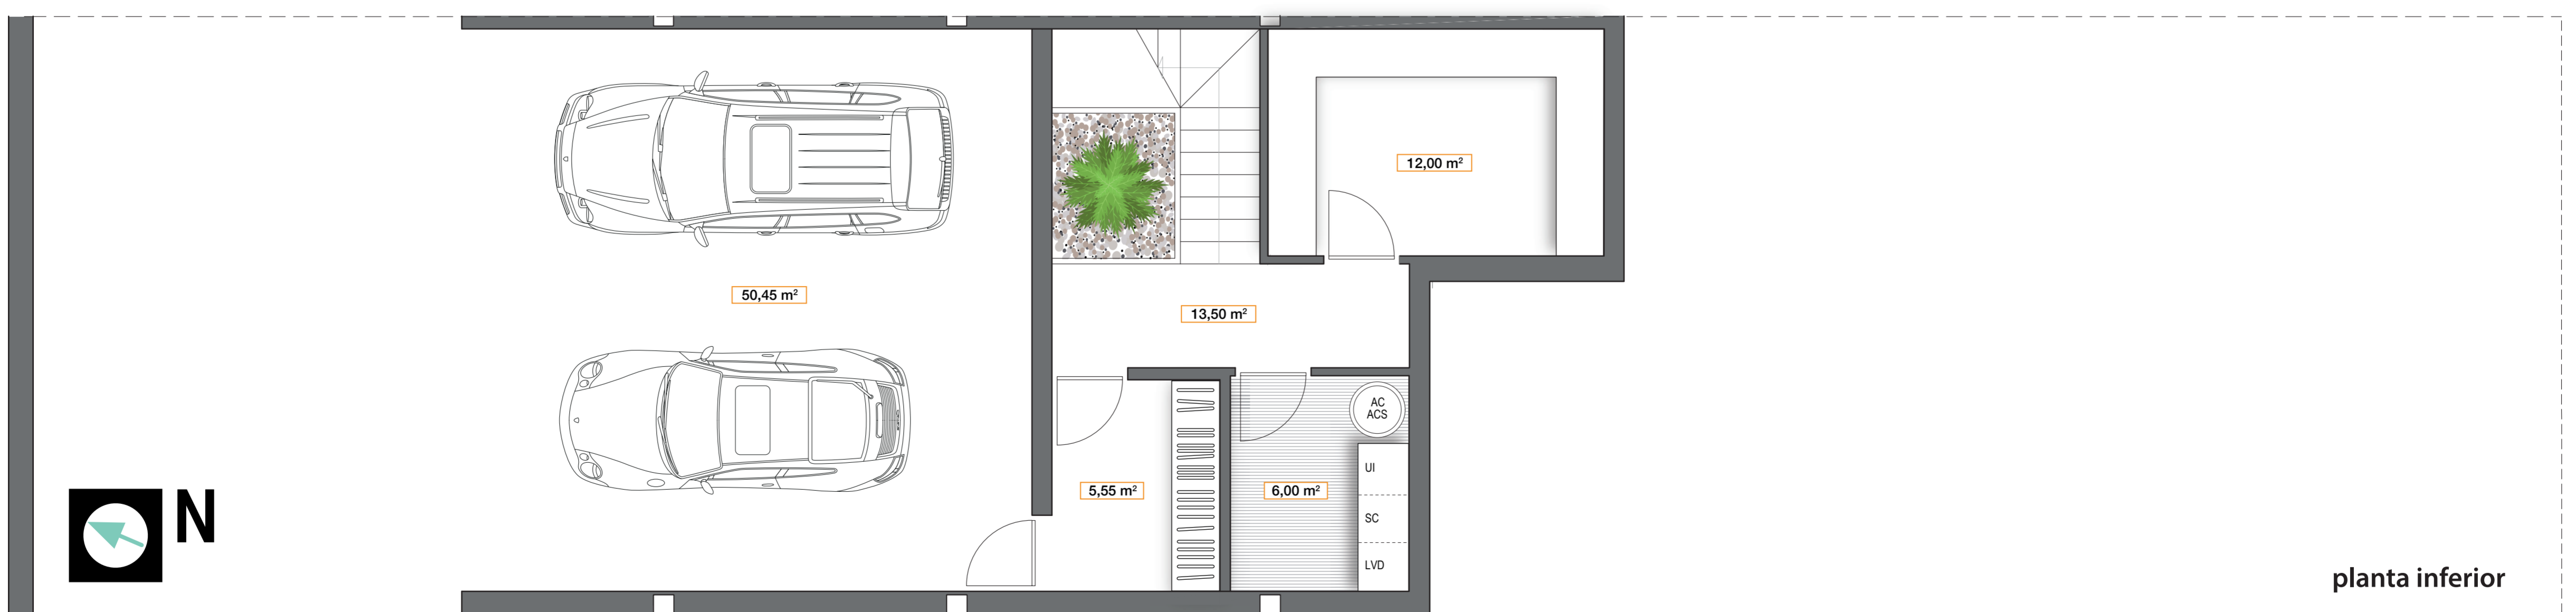 12,00 m²
50,45 m²
13,50 m²
AC
ACS
UI
5,55 m²
6,00 m²
SC
N
LVD
planta inferior